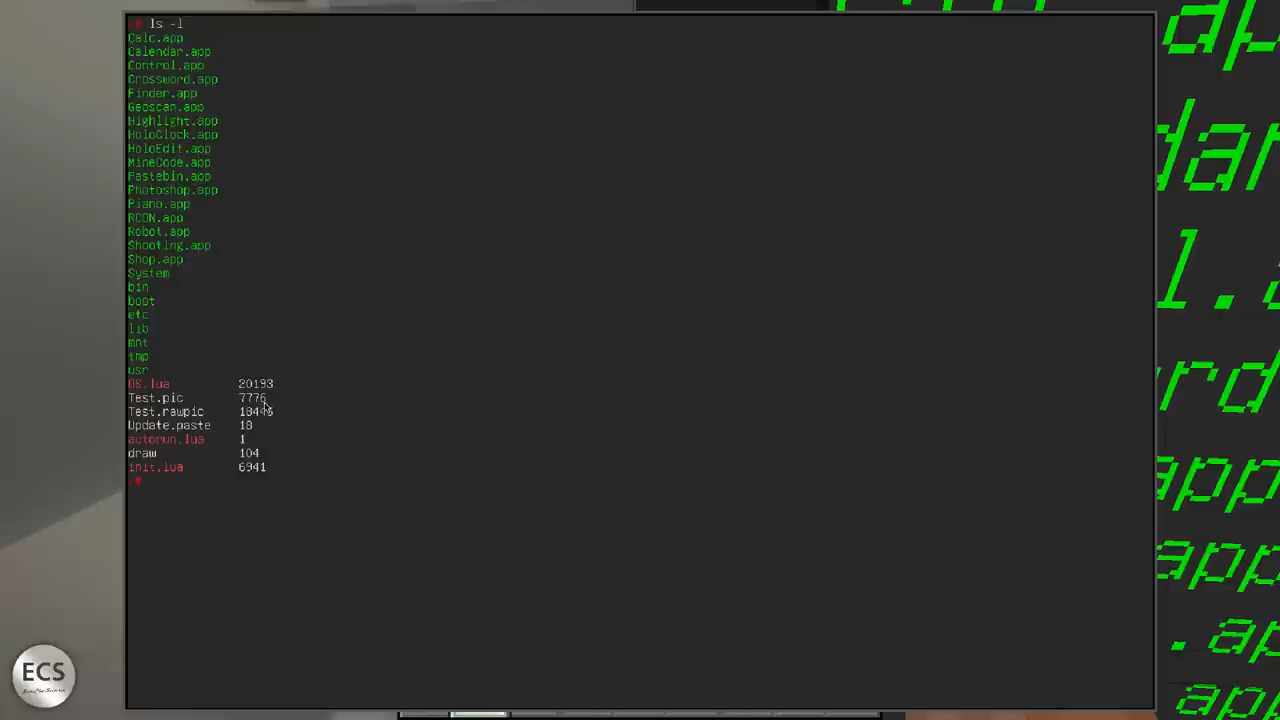 /# ls -l
Calc.app
Calendar.app
Control.app
Crossword.app
Finder.app
Geoscan.app
Highlight.app
HoloClock.app
HoloEdit.app
MineCode.app
Pastebin.app
Photoshop.app
Piano.app
RCON.app
Robot.app
Shooting.app
Shop.app
System
bin
boot
etc
lib
mnt
tmp
usr
OS.lua 20193
Test.pic 7776
Test.rawpic
Update.paste 18
autorun.lua 1
draw 104
init.lua 6941
/#
ECS